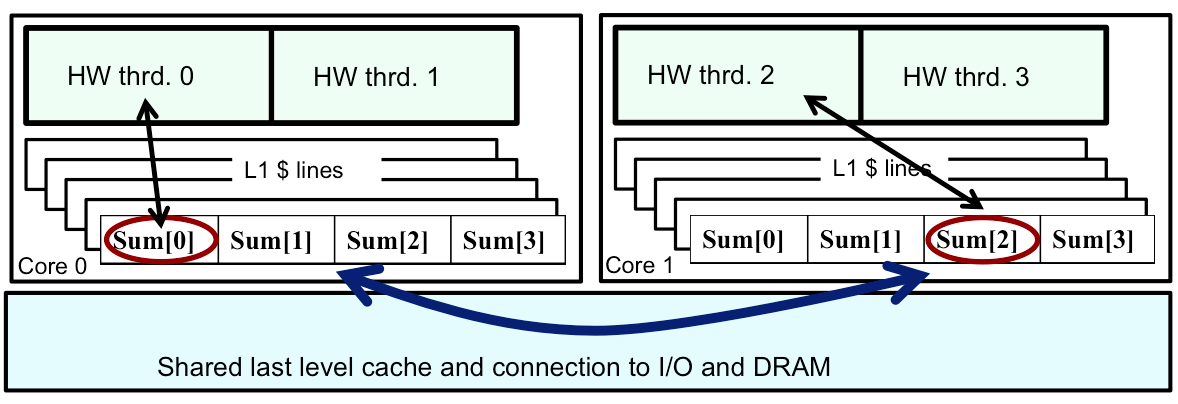 HW thrd. 0
HW thrd. 1
L1 $ lines
Sum[0] Sum[1] Sum[2] Sum[3]
Core 0
HW thrd. 2
HW thrd. 3
L1 $ lines
Sum[0] Sum[1] Sum[2] Sum[3]
Core 1
Shared last level cache and connection to I/O and DRAM